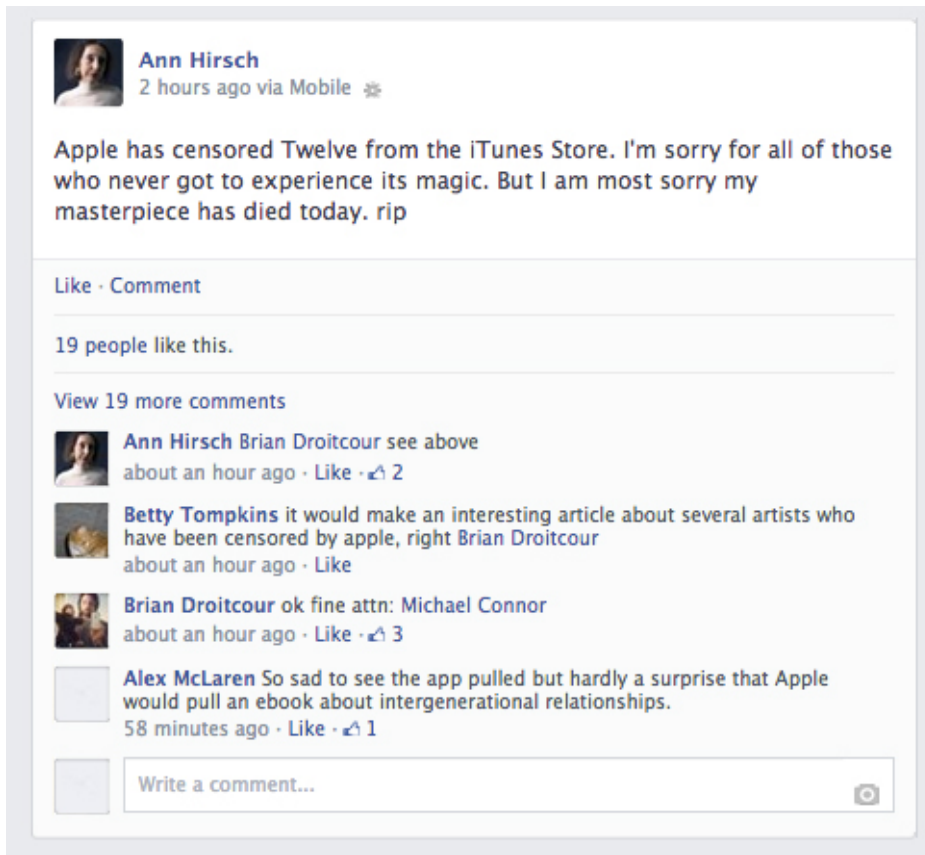 Ann Hirsch
2 hours ago via Mobile
Apple has censored Twelve from the iTunes Store. I'm sorry for all of those
who never got to experience its magic. But I am most sorry my
masterpiece has died today. rip
Like · Comment
19 people like this.
View 19 more comments
Ann Hirsch Brian Droitcour see above
about an hour ago · Like · 2
Betty Tompkins it would make an interesting article about several artists who
have been censored by apple, right Brian Droitcour
about an hour ago · Like
Brian Droitcour ok fine attn: Michael Connor
about an hour ago · Like · 3
Alex McLaren So sad to see the app pulled but hardly a surprise that Apple
would pull an ebook about intergenerational relationships.
58 minutes ago · Like · 1
Write a comment...